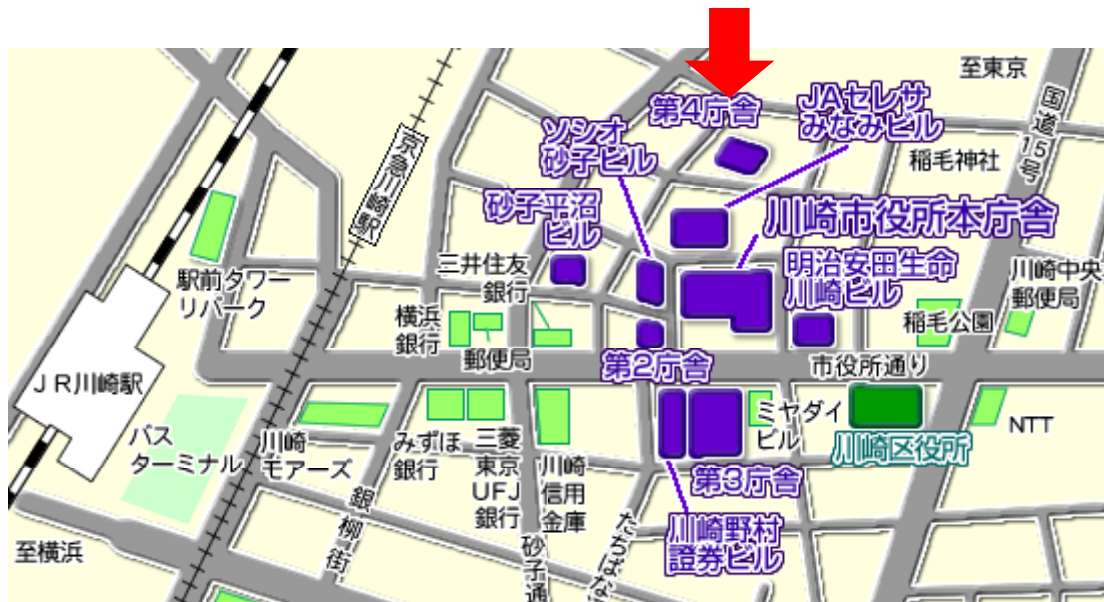 至東京
国道15号
第4庁舎
JAセレサ
みなみビル
ソシオ
砂子ビル
稲毛神社
京急川崎駅
砂子平沼
ビル
川崎市役所本庁舎
三井住友
銀行
明治安田生命
川崎ビル
川崎中央
郵便局
駅前タワー
リパーク
横浜
銀行
稲毛公園
郵便局
第2庁舎
市役所通り
JR川崎駅
ミヤダイ
ビル
NTT
バス
ターミナル
川崎
モアーズ
みずほ
銀行
三菱
東京
UFJ
銀行
川崎
信用
金庫
川崎区役所
第3庁舎
銀柳街
川崎野村
證券ビル
至横浜
砂子通
たちばな通